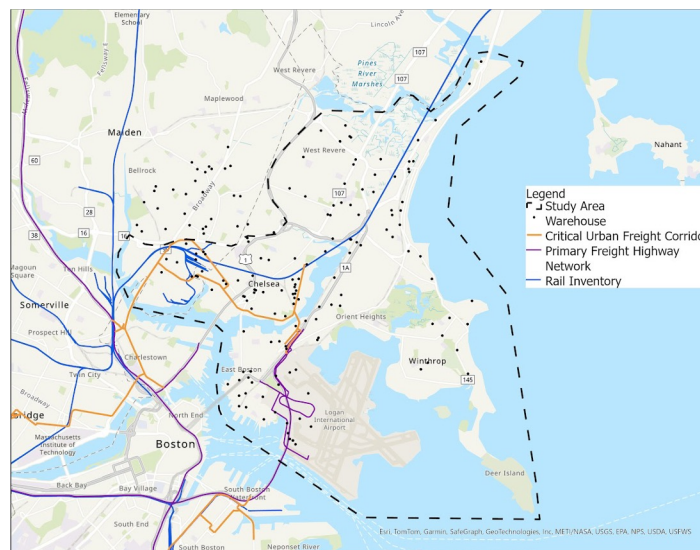 Elementary
School
Fellsway S
Lincoln Ave
107
Pines
River
Marshes
West Revere
107
107
Maplewood
Malden
60
West Revere
Nahant
Bellrock
Broadway
107
28
16
16
38
Legend
Study Area
Warehouse
Critical Urban Freight Corrido
Primary Freight Highway
Network
Rail Inventory
1
Magoun
Square
Ten Hills
1A
Chelsea
Somerville
Orient Heights
Prospect Hill
Charlestown
Winthrop
Twin City
East Boston
145
Broadway
bridge
North End
Logan
International
Airport
Massachusetts
Institute of
Technology
Boston
Back Bay
Bay Village
South Boston
Waterfront
Deer Island
South End
South Boston
Neponset River
Esri, TomTom, Garmin, SafeGraph, GeoTechnologies, Inc, METI/NASA, USGS, EPA, NPS, USDA, USFWS